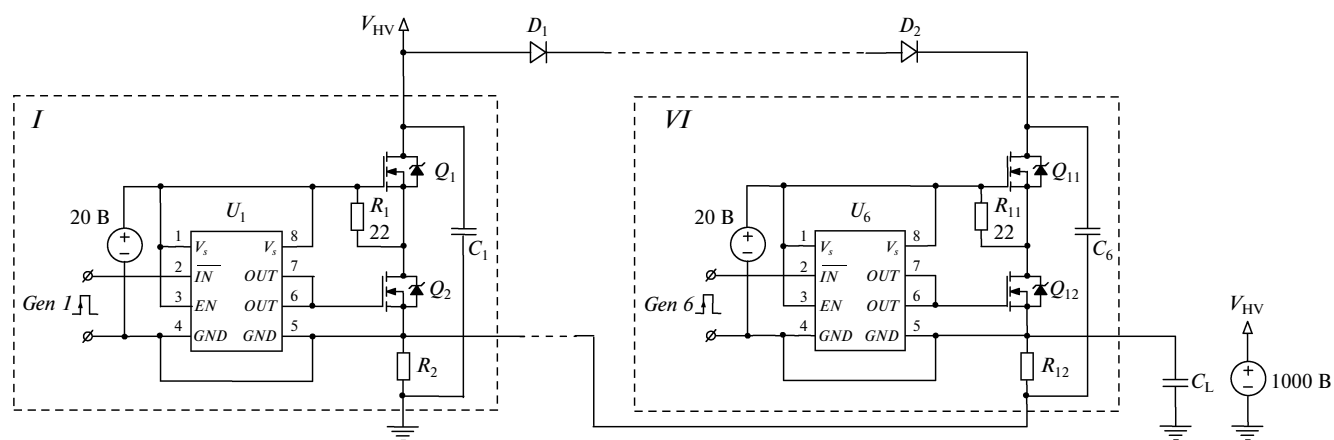 V_HV D_1 D_2
I VI
Q_1 Q_11
R_1 22 R_11 22
20 В U_1 20 В U_6
C_1 C_6
1 V_s V_s 8 1 V_s V_s 8
2 IN OUT 7 2 IN OUT 7
Q_2 Q_12
Gen 1 3 EN OUT 6 Gen 6 3 EN OUT 6
V_HV
4 GND GND 5 4 GND GND 5
R_2 R_12 C_L 1000 В